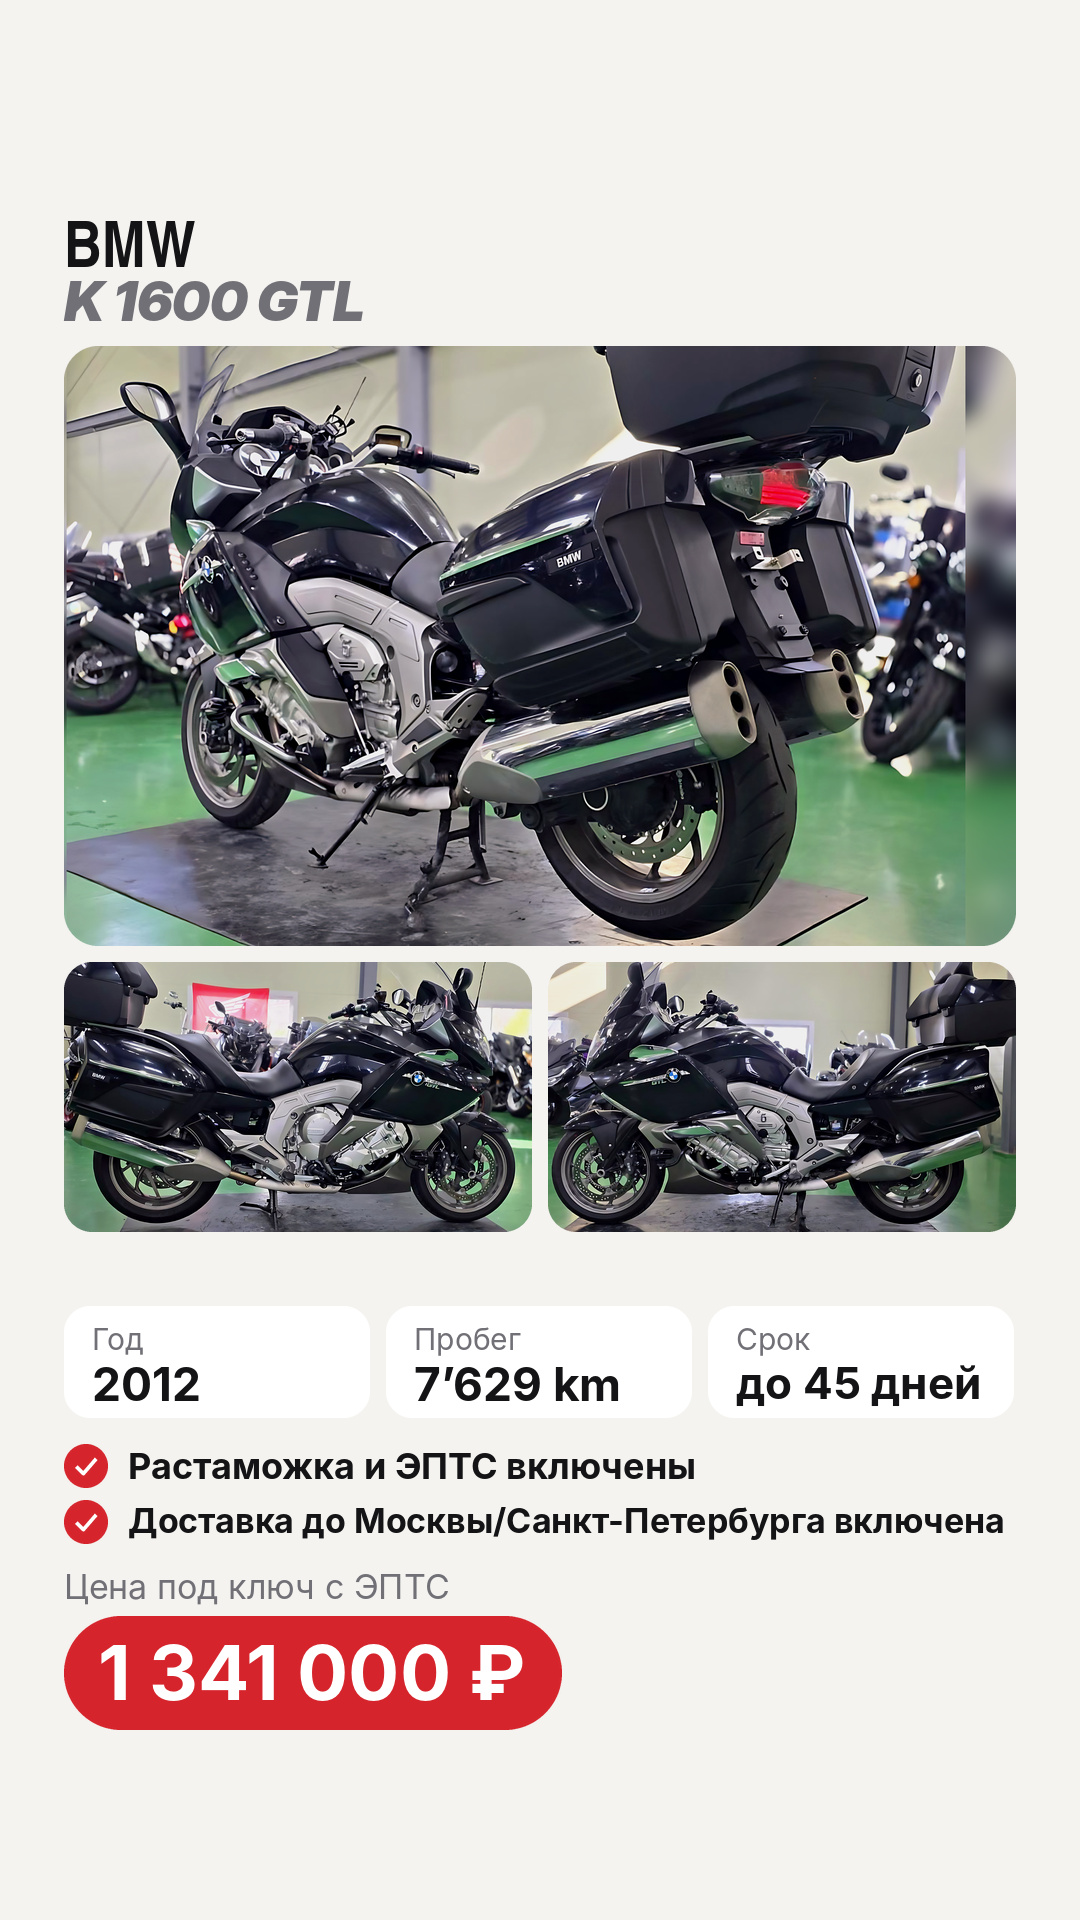 BMW
K 1600 GTL
BMW
Год
2012
Пробег
7’629 km
Срок
до 45 дней
Растаможка и ЭПТС включены
Доставка до Москвы/Санкт-Петербурга включена
Цена под ключ с ЭПТС
1 341 000 ₽